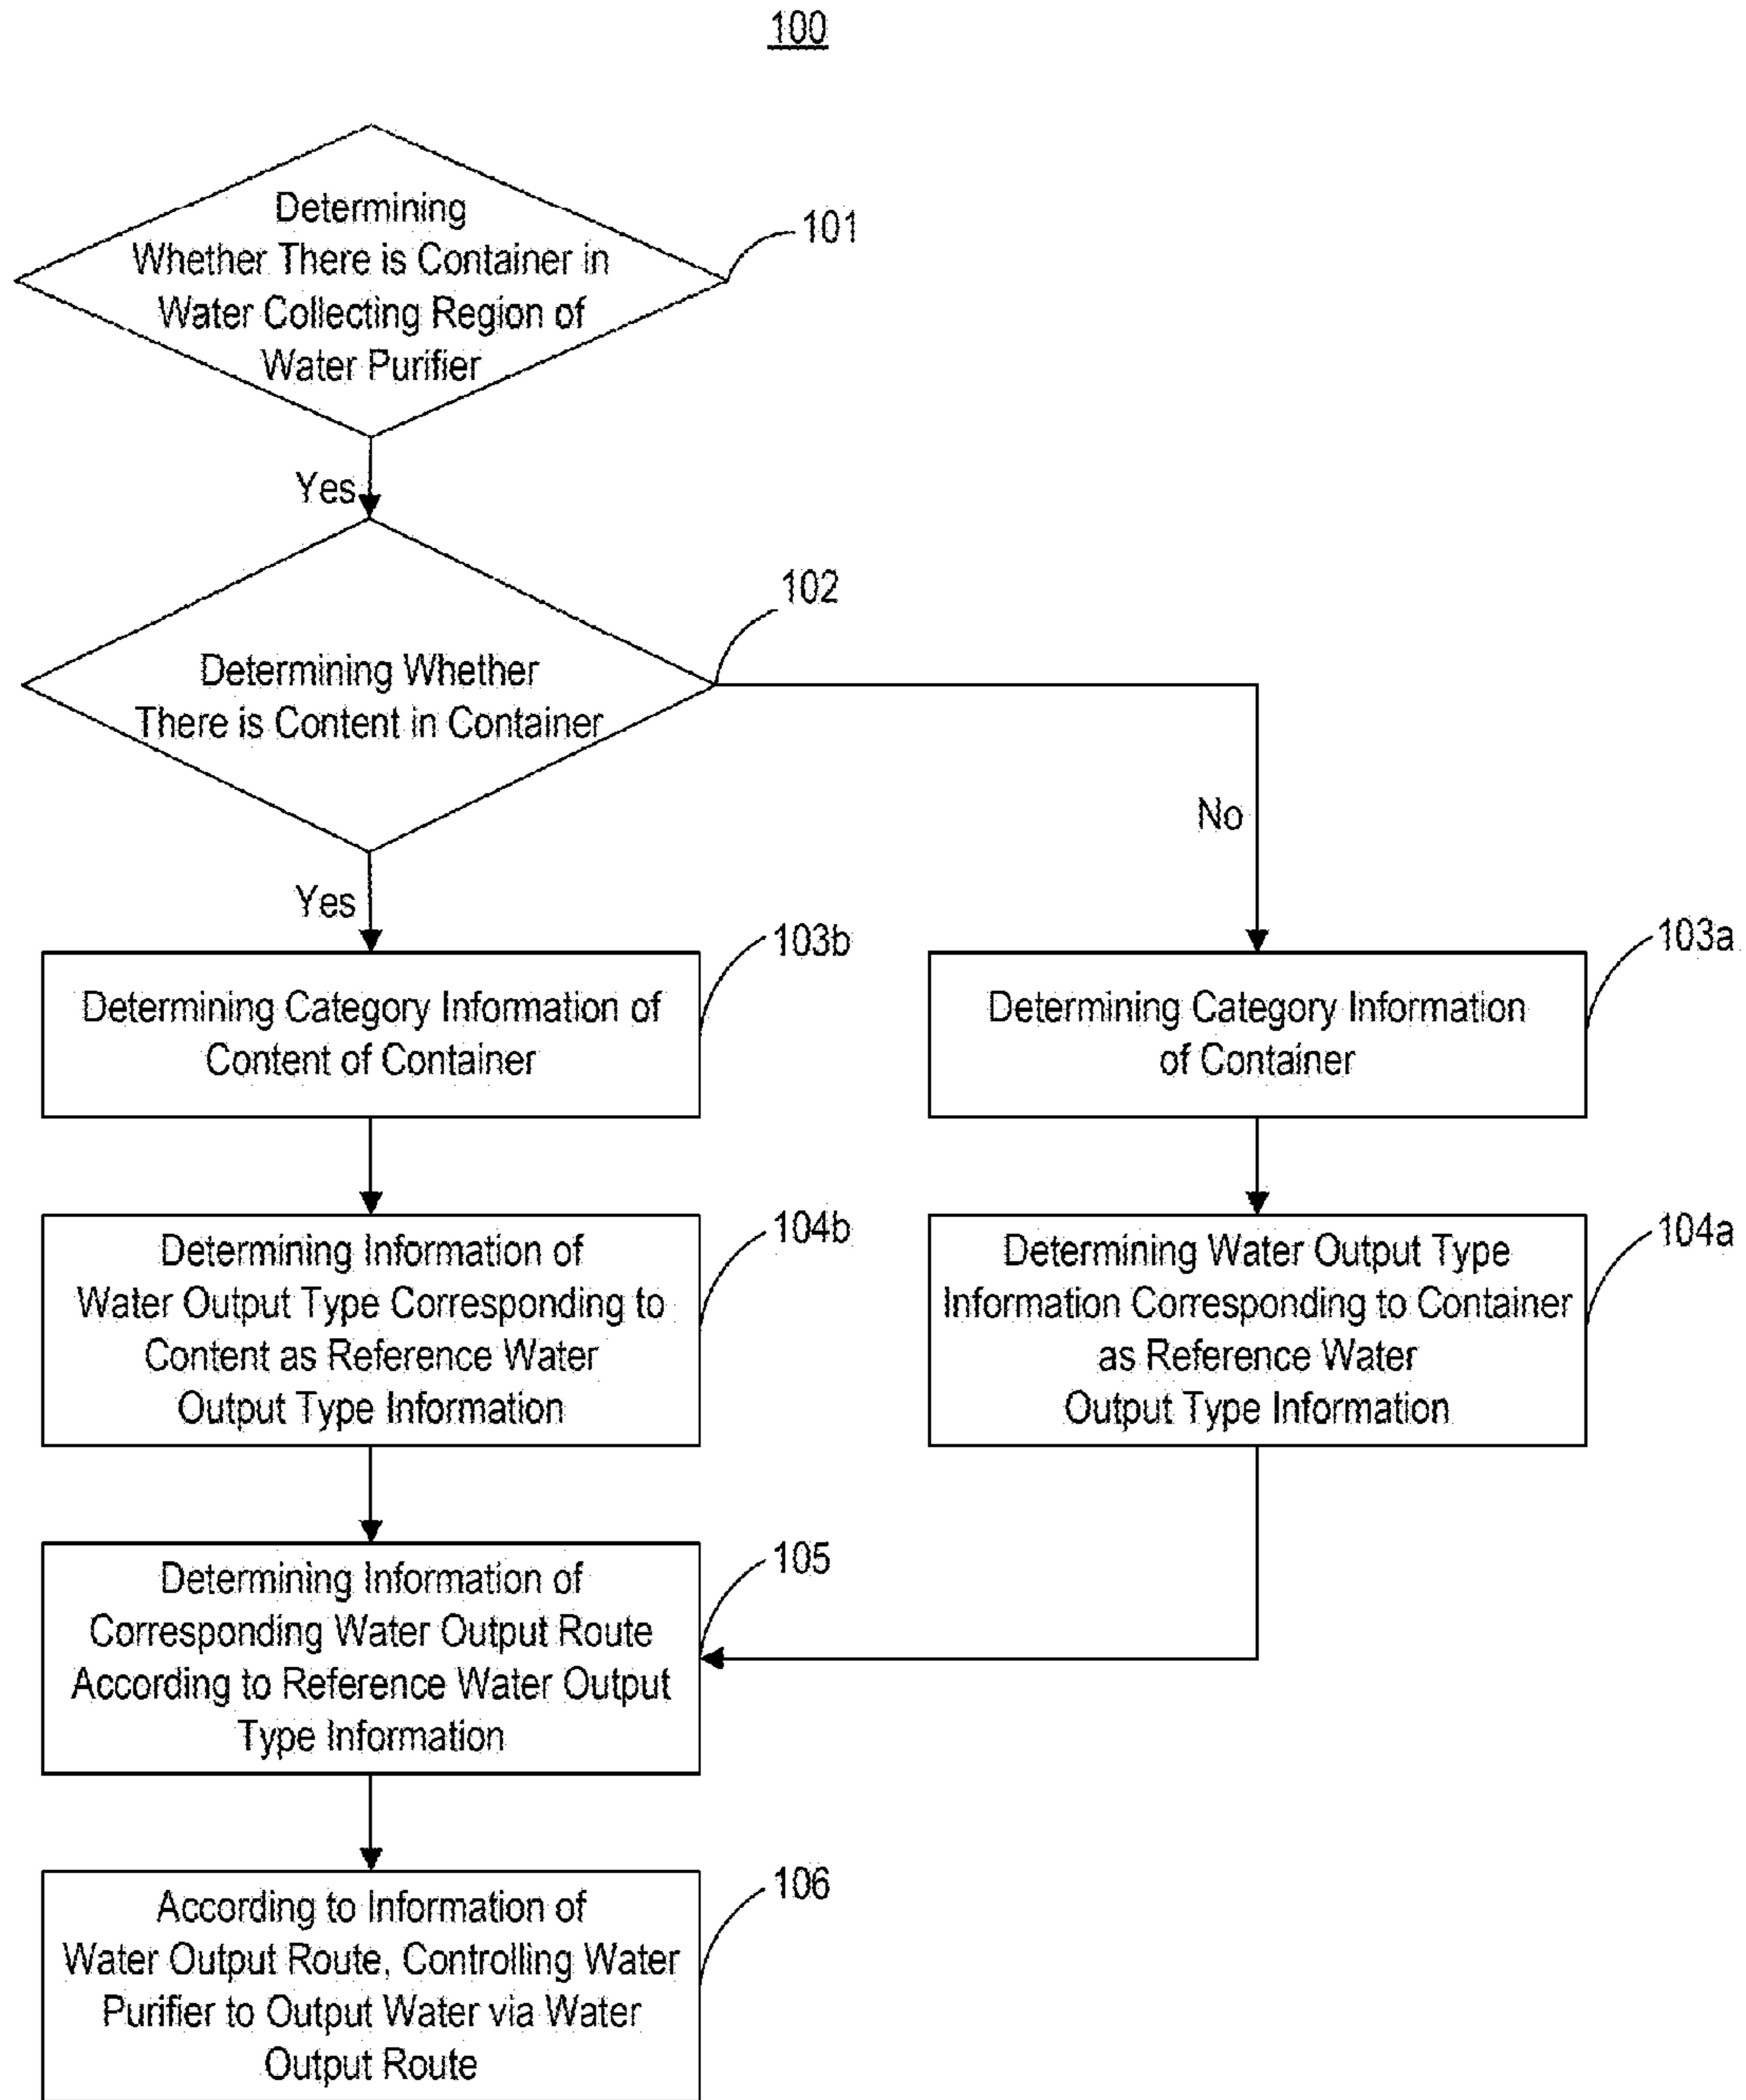 100
Determining
Whether There is Container in
Water Collecting Region of
Water Purifier
101
Yes
102
Determining Whether
There is Content in Container
No
Yes
103b
103a
Determining Category Information of
Content of Container
Determining Category Information
of Container
104b
104a
Determining Information of
Water Output Type Corresponding to
Content as Reference Water
Output Type Information
Determining Water Output Type
Information Corresponding to Container
as Reference Water
Output Type Information
105
Determining Information of
Corresponding Water Output Route
According to Reference Water Output
Type Information
106
According to Information of
Water Output Route, Controlling Water
Purifier to Output Water via Water
Output Route